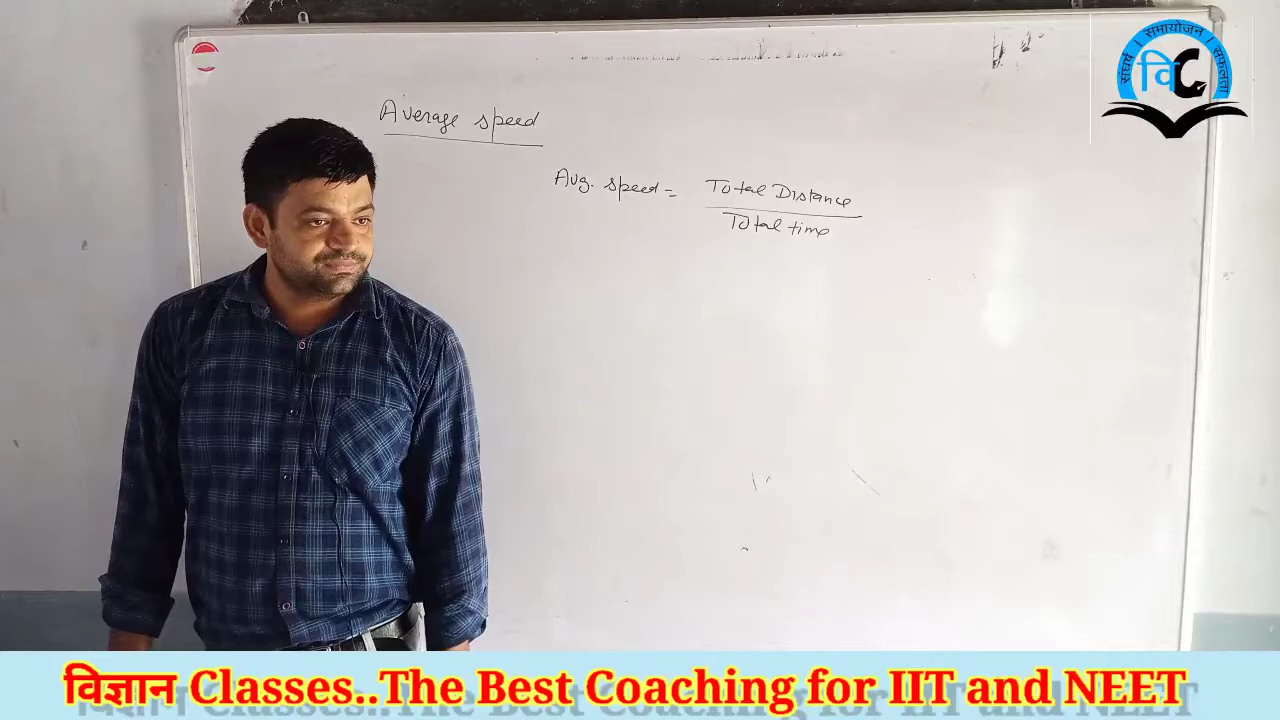 संघर्ष । समायोजन । सफलता
विC
Average speed
Avg. speed = Total Distance
Total time
विज्ञान Classes..The Best Coaching for IIT and NEET